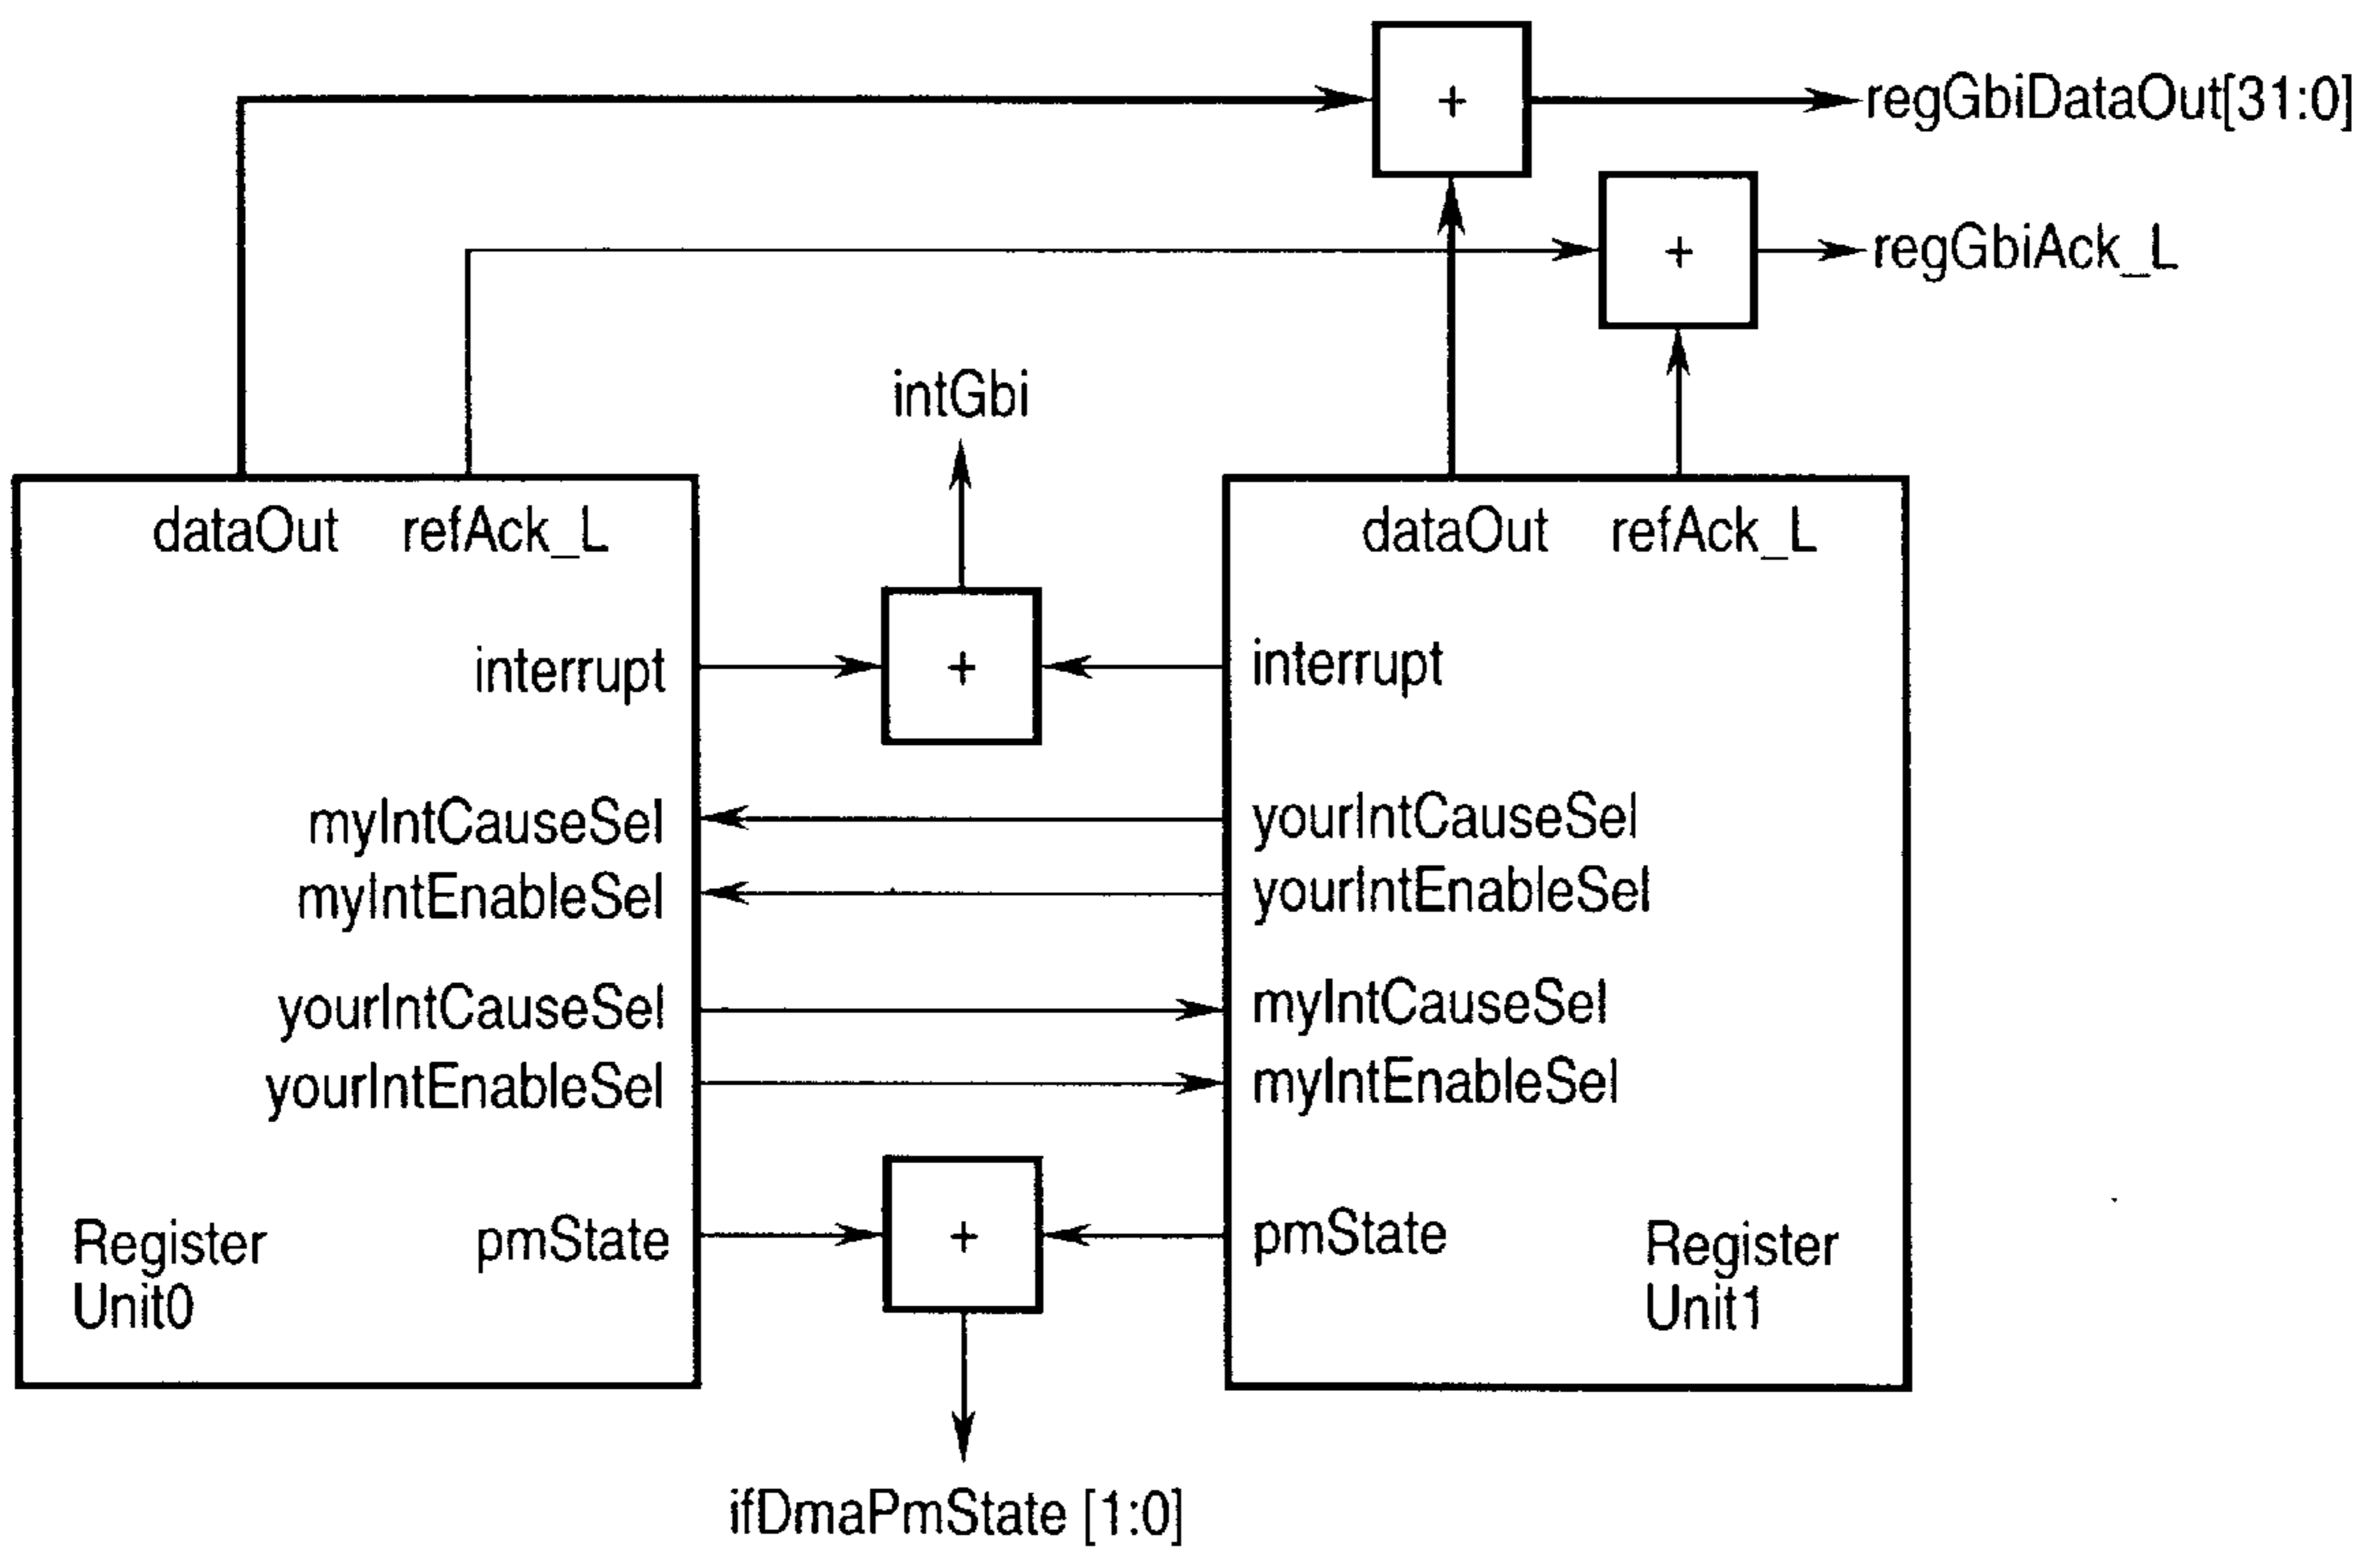 +
regGbiDataOut[31:0]
+
regGbiAck_L
intGbi
dataOut refAck_L
dataOut refAck_L
interrupt
+
interrupt
myIntCauseSel
yourIntCauseSel
myIntEnableSel
yourIntEnableSel
yourIntCauseSel
myIntCauseSel
yourIntEnableSel
myIntEnableSel
pmState
+
pmState
Register
Unit0
Register
Unit1
ifDmaPmState [1:0]